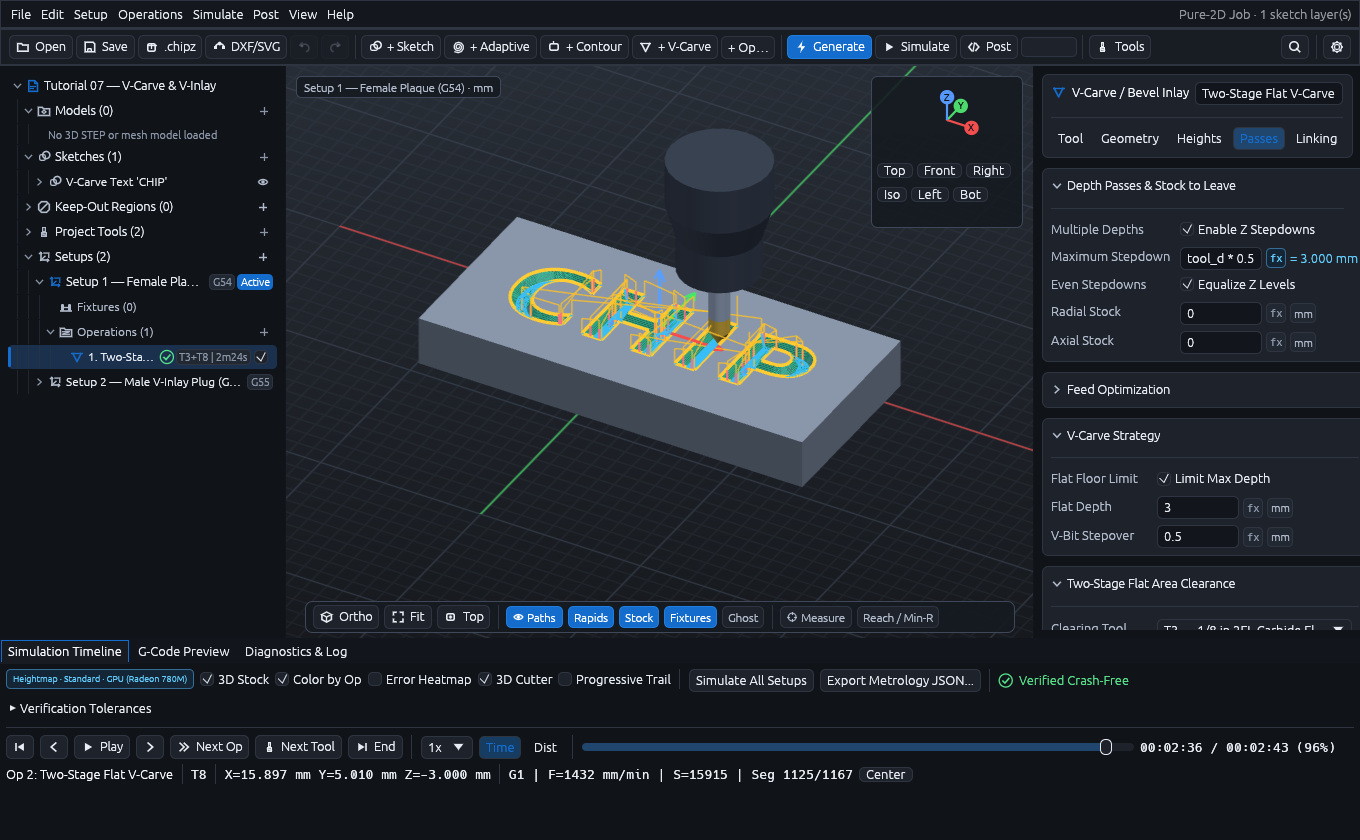 File Edit Setup Operations Simulate Post View Help
Pure-2D Job · 1 sketch layer(s)
Open Save .chipz DXF/SVG + Sketch + Adaptive + Contour + V-Carve + Op… Generate Simulate Post Tools
Tutorial 07 — V-Carve & V-Inlay
Models (0)
No 3D STEP or mesh model loaded
Sketches (1)
V-Carve Text 'CHIP'
Keep-Out Regions (0)
Project Tools (2)
Setups (2)
Setup 1 — Female Pla… G54 Active
Fixtures (0)
Operations (1)
1. Two-Sta… T3+T8 | 2m24s
Setup 2 — Male V-Inlay Plug (G… G55
Setup 1 — Female Plaque (G54) · mm
Z Y X
Top Front Right
Iso Left Bot
CHIP
Ortho Fit Top Paths Rapids Stock Fixtures Ghost Measure Reach / Min-R
V-Carve / Bevel Inlay Two-Stage Flat V-Carve
Tool Geometry Heights Passes Linking
Depth Passes & Stock to Leave
Multiple Depths Enable Z Stepdowns
Maximum Stepdown tool_d * 0.5 fx = 3.000 mm
Even Stepdowns Equalize Z Levels
Radial Stock 0 fx mm
Axial Stock 0 fx mm
Feed Optimization
V-Carve Strategy
Flat Floor Limit Limit Max Depth
Flat Depth 3 fx mm
V-Bit Stepover 0.5 fx mm
Two-Stage Flat Area Clearance
Clearing Tool T3 — 1/8 in 2FL Carbide Fl…
Simulation Timeline G-Code Preview Diagnostics & Log
Heightmap · Standard · GPU (Radeon 780M) 3D Stock Color by Op Error Heatmap 3D Cutter Progressive Trail Simulate All Setups Export Metrology JSON… Verified Crash-Free
Verification Tolerances
Play Next Op Next Tool End 1x Time Dist 00:02:36 / 00:02:43 (96%)
Op 2: Two-Stage Flat V-Carve T8 X=15.897 mm Y=5.010 mm Z=-3.000 mm G1 | F=1432 mm/min | S=15915 | Seg 1125/1167 Center